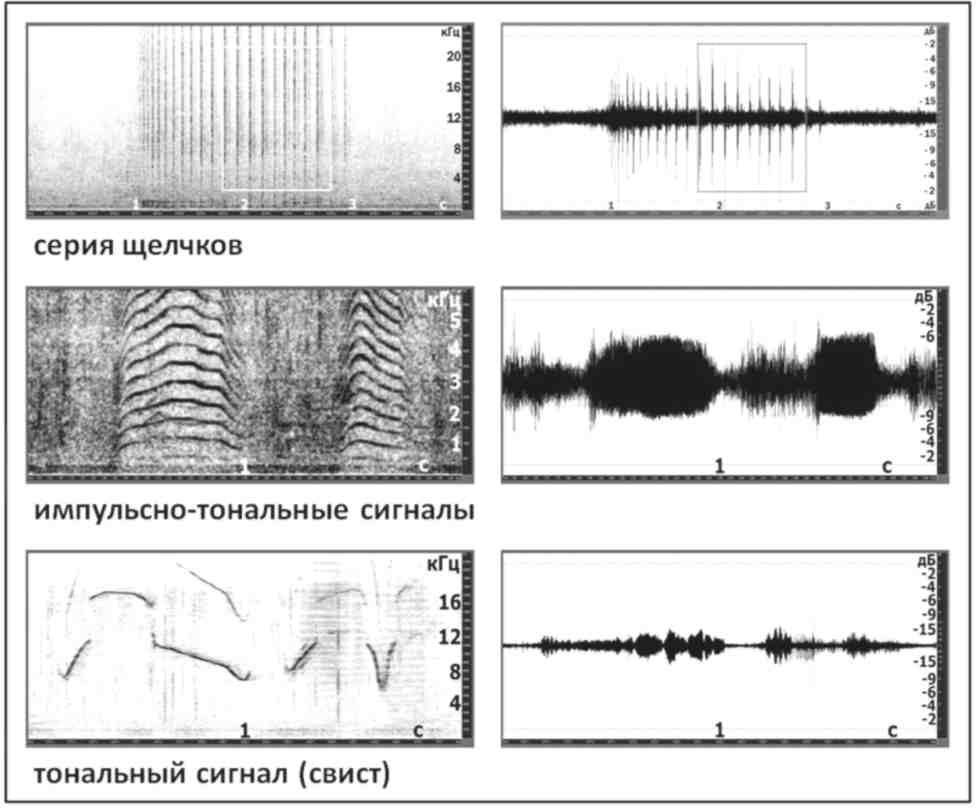 кГц
20
16
12
8
4
1 2 3 с
дБ
-2
-4
-6
-9
-15
-15
-9
-6
-4
-2
1 2 3 с дБ
серия щелчков
кГц
5
4
3
2
1
1 с
дБ
-2
-4
-6
-9
-6
-4
-2
1 с
импульсно-тональные сигналы
кГц
16
12
8
4
1 с
дБ
-2
-4
-6
-9
-15
-15
-9
-6
-4
-2
1 с
тональный сигнал (свист)